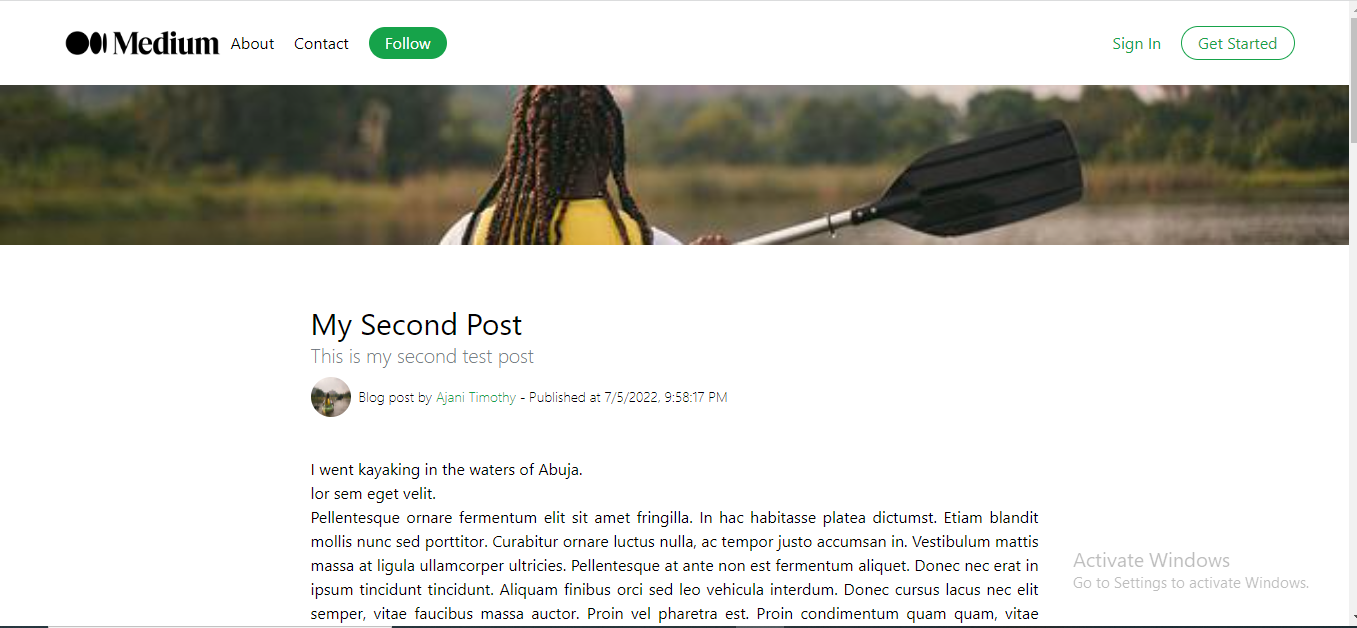 Medium About Contact Follow Sign In Get Started
My Second Post
This is my second test post
Blog post by Ajani Timothy - Published at 7/5/2022, 9:58:17 PM
I went kayaking in the waters of Abuja.
lor sem eget velit.
Pellentesque ornare fermentum elit sit amet fringilla. In hac habitasse platea dictumst. Etiam blandit
mollis nunc sed porttitor. Curabitur ornare luctus nulla, ac tempor justo accumsan in. Vestibulum mattis
massa at ligula ullamcorper ultricies. Pellentesque at ante non est fermentum aliquet. Donec nec erat in
ipsum tincidunt tincidunt. Aliquam finibus orci sed leo vehicula interdum. Donec cursus lacus nec elit
semper, vitae faucibus massa auctor. Proin vel pharetra est. Proin condimentum quam quam, vitae
Activate Windows
Go to Settings to activate Windows.